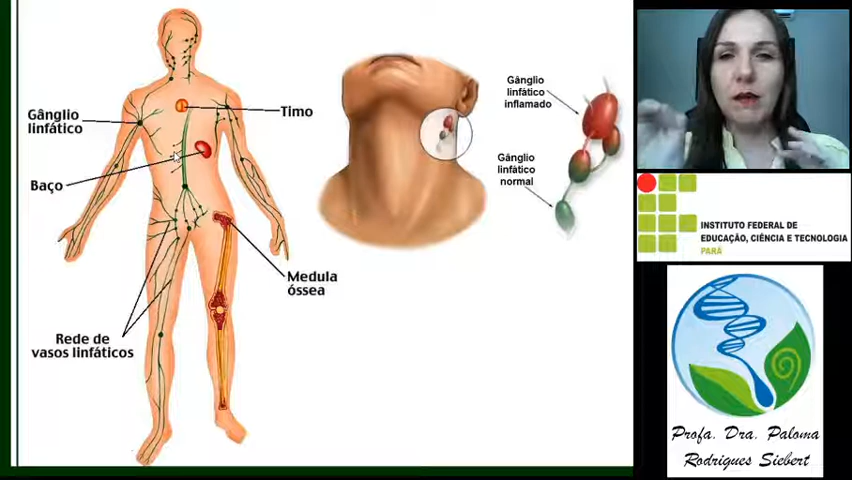 Gânglio
linfático
Timo
Baço
Medula
óssea
Rede de
vasos linfáticos
Gânglio
linfático
inflamado
Gânglio
linfático
normal
INSTITUTO FEDERAL DE
EDUCAÇÃO, CIÊNCIA E TECNOLOGIA
PARÁ
Profa. Dra. Paloma
Rodrigues Siebert